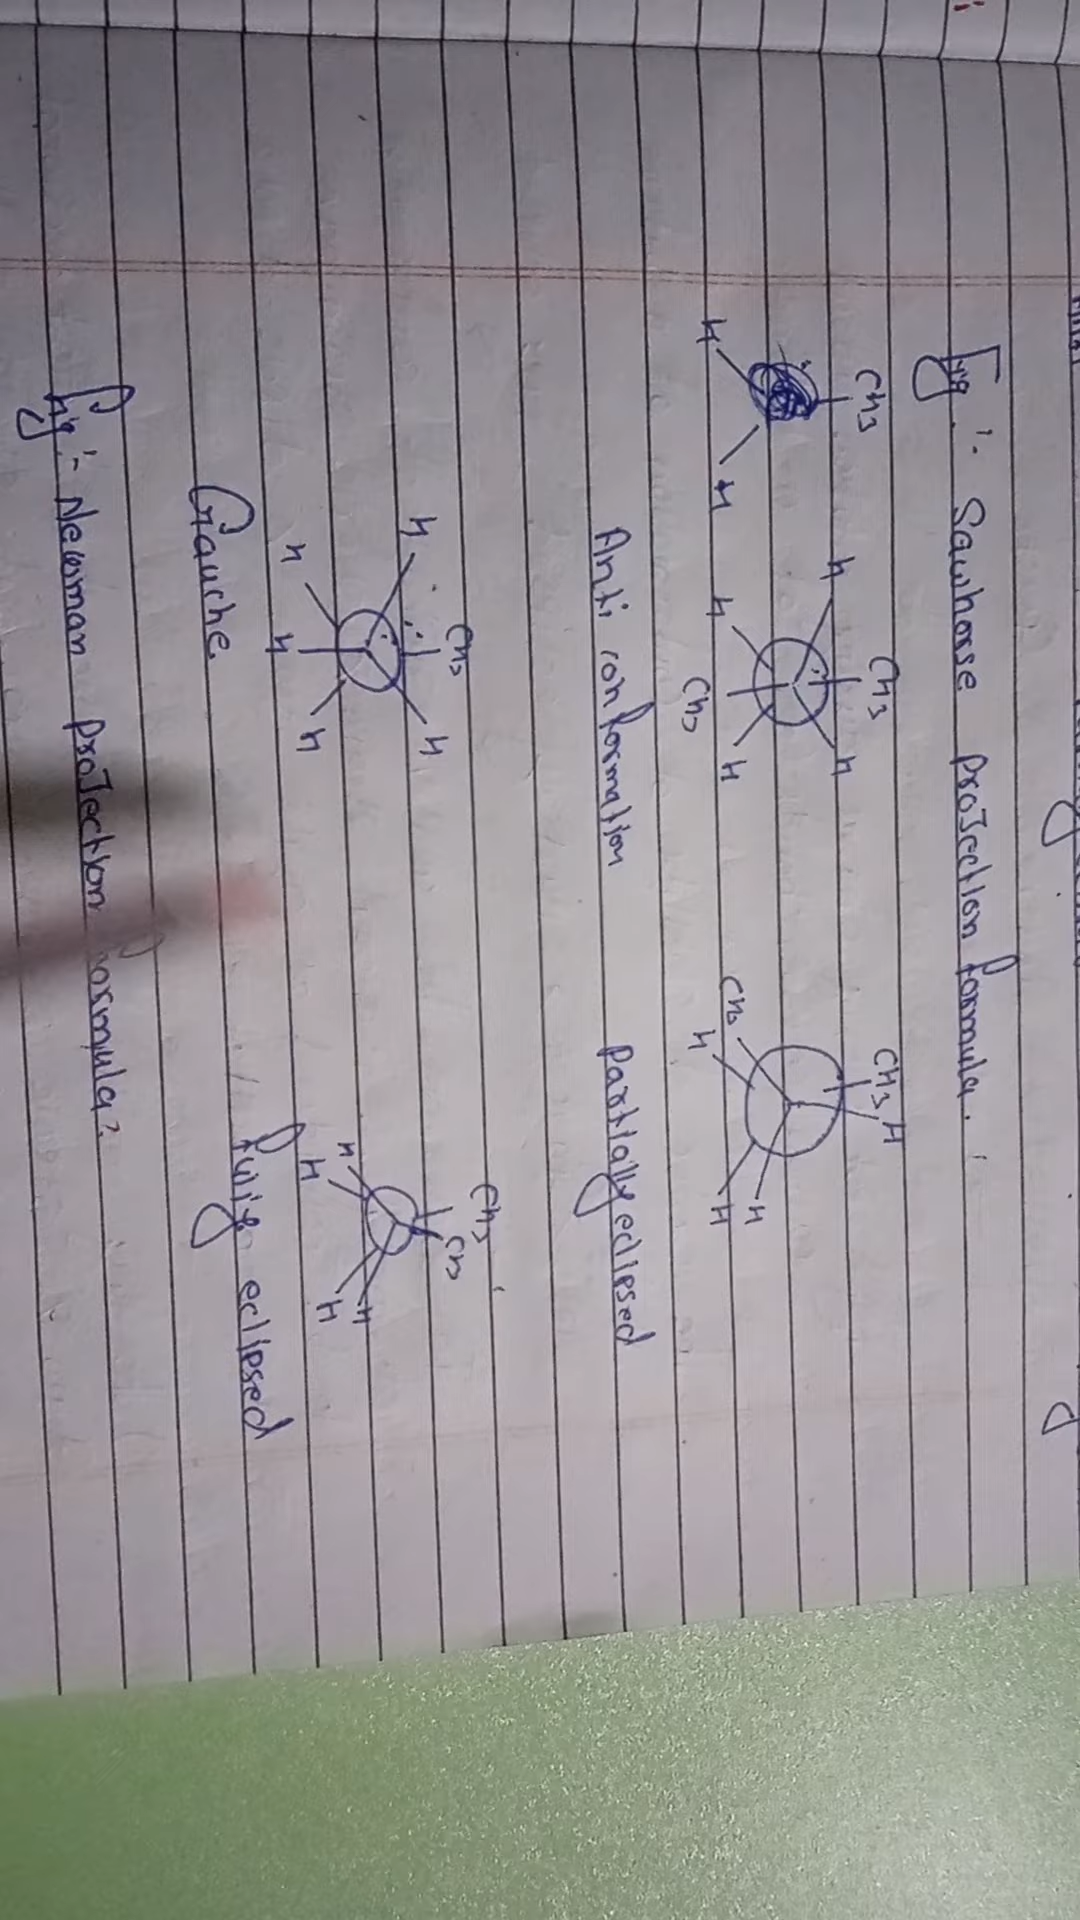 Fig :- Sawhorse proJection formula.
CH3 H H CH3 H
H H CH3 H
H H CH3 H
CH3 H H H
Anti conformation Partially eclipsed
H CH3 H CH3 CH3
H H H H H H H
Gauche fully eclipsed
Fig :- Newman proJection formula?